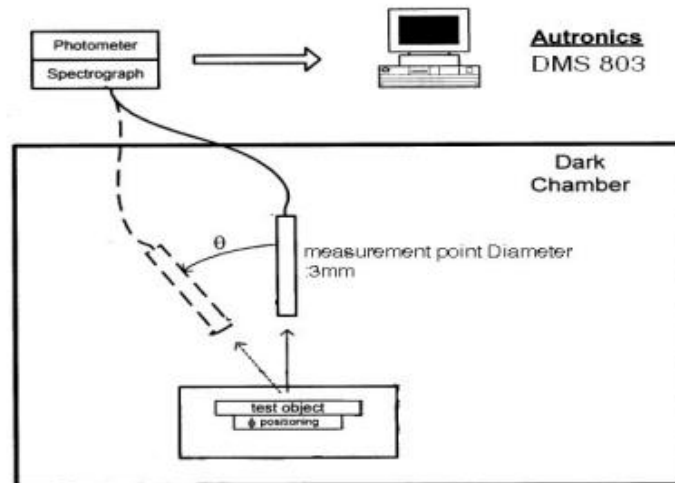 Photometer
Spectrograph
Autronics
DMS 803
Dark
Chamber
θ
measurement point Diameter
:3mm
test object
ϕ positioning